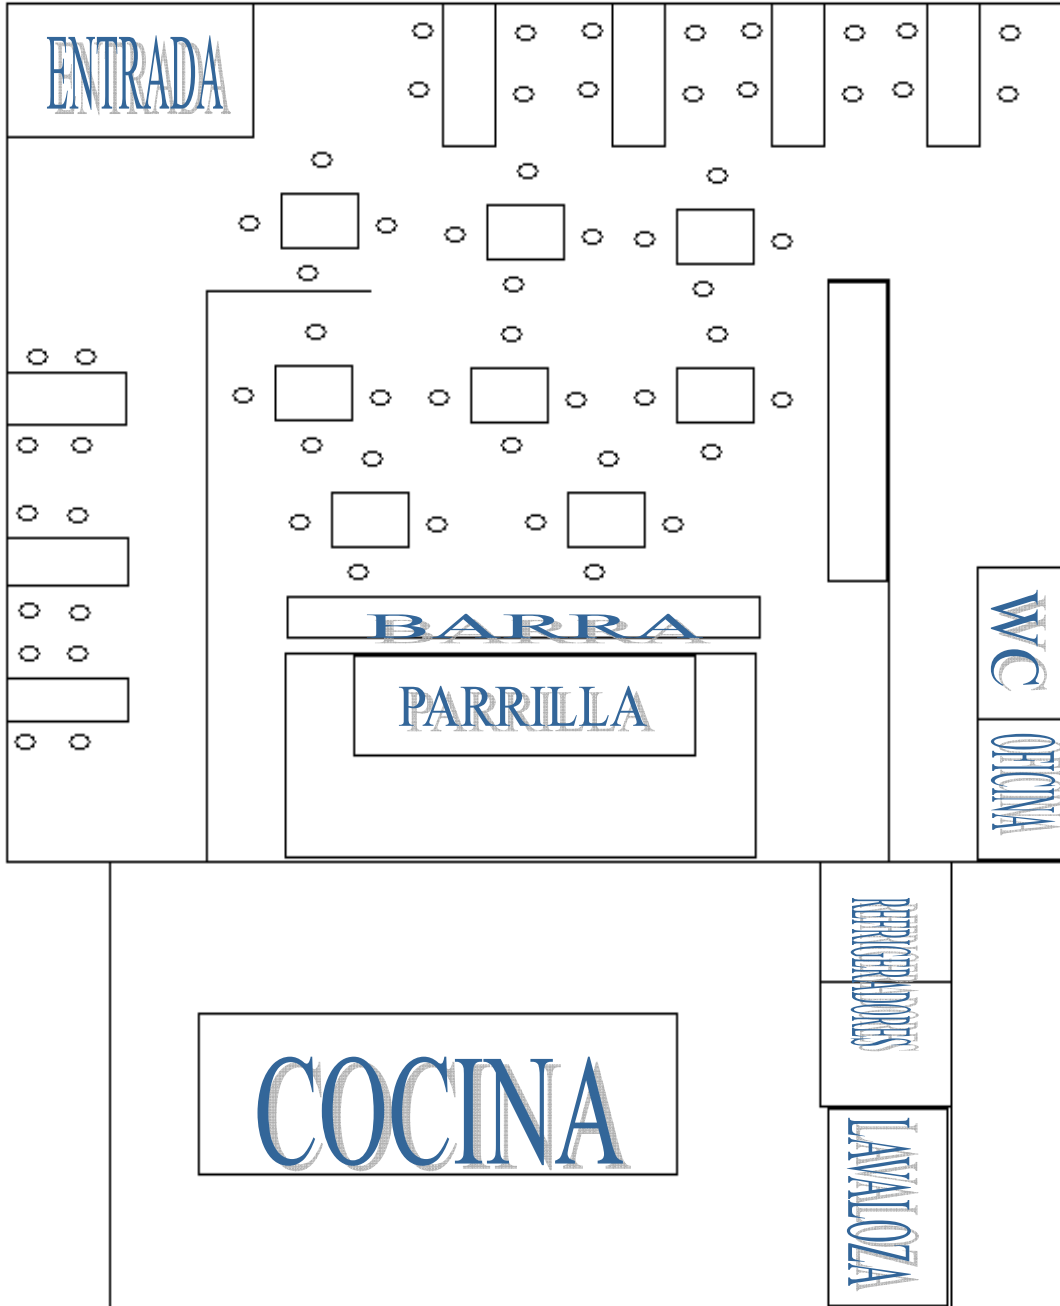 ENTRADA
BARRA
PARRILLA
WC
OFICINA
REFRIGERADORES
COCINA
LAVALOZA